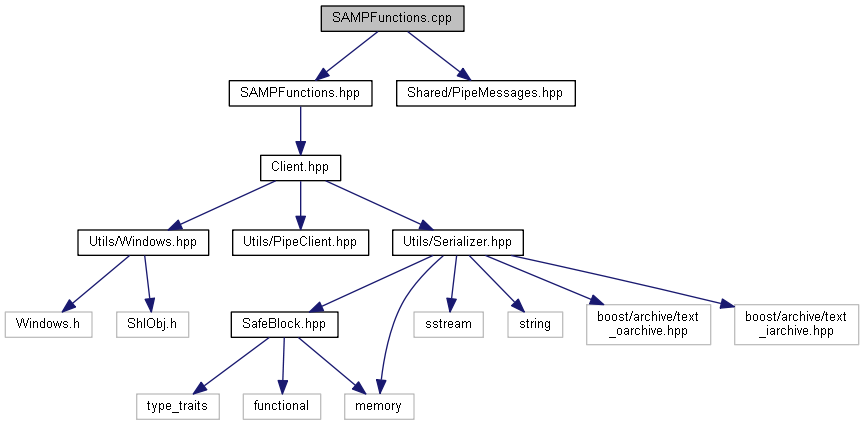 SAMPFunctions.cpp
SAMPFunctions.hpp
Shared/PipeMessages.hpp
Client.hpp
Utils/Windows.hpp
Utils/PipeClient.hpp
Utils/Serializer.hpp
Windows.h
ShlObj.h
SafeBlock.hpp
sstream
string
boost/archive/text
_oarchive.hpp
boost/archive/text
_iarchive.hpp
type_traits
functional
memory